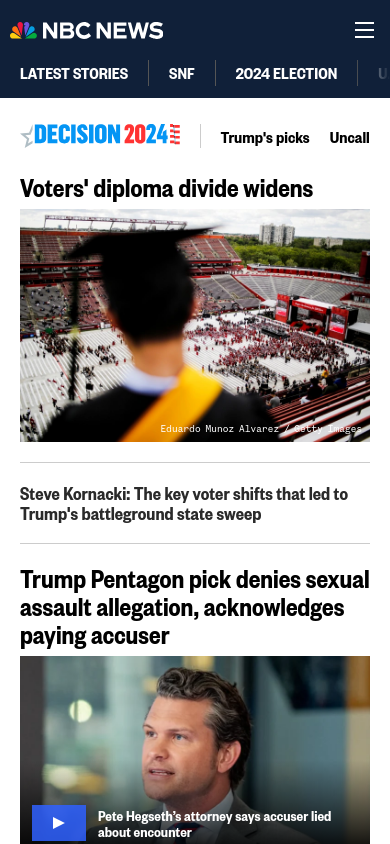 NBC NEWS
LATEST STORIES
SNF
2024 ELECTION
DECISION 2024
Trump's picks
Uncall
Voters' diploma divide widens
Eduardo Munoz Alvarez / Getty Images
Steve Kornacki: The key voter shifts that led to
Trump's battleground state sweep
Trump Pentagon pick denies sexual
assault allegation, acknowledges
paying accuser
Pete Hegseth's attorney says accuser lied
about encounter